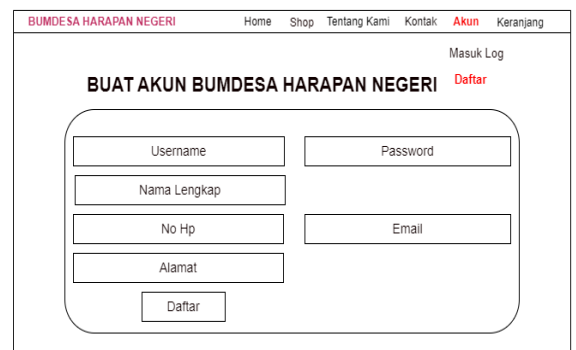 BUMDESA HARAPAN NEGERI Home Shop Tentang Kami Kontak Akun Keranjang
Masuk Log
Daftar
BUAT AKUN BUMDESA HARAPAN NEGERI
Username Password
Nama Lengkap
No Hp Email
Alamat
Daftar